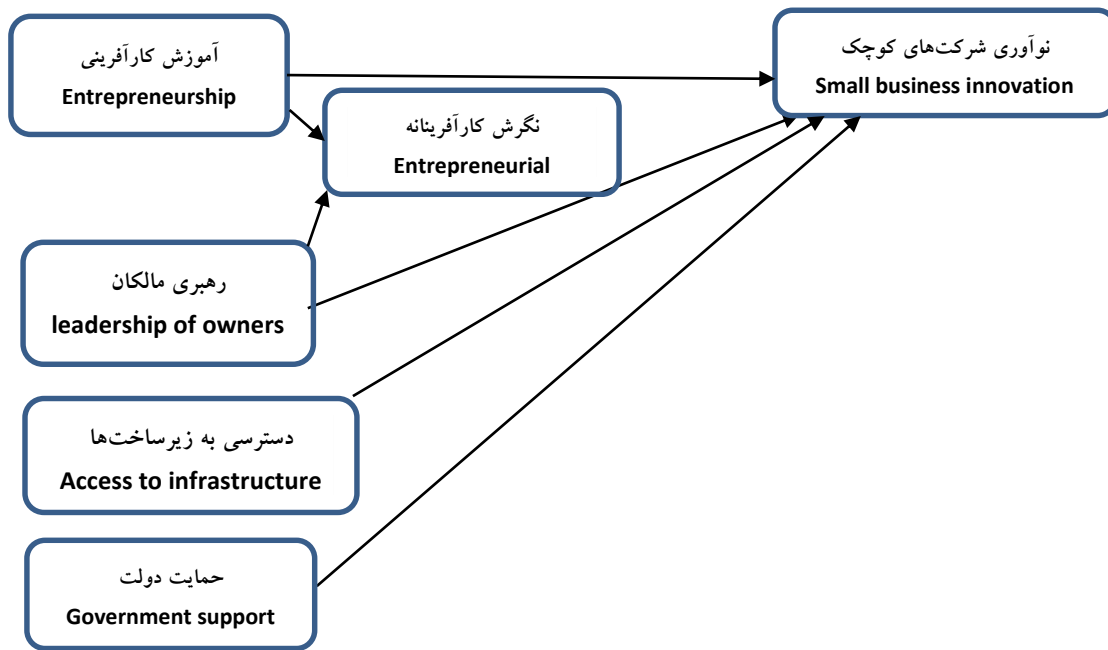 آموزش کارآفرینی
Entrepreneurship
نوآوری شرکت‌های کوچک
Small business innovation
نگرش کارآفرینانه
Entrepreneurial
رهبری مالکان
leadership of owners
دسترسی به زیرساخت‌ها
Access to infrastructure
حمایت دولت
Government support